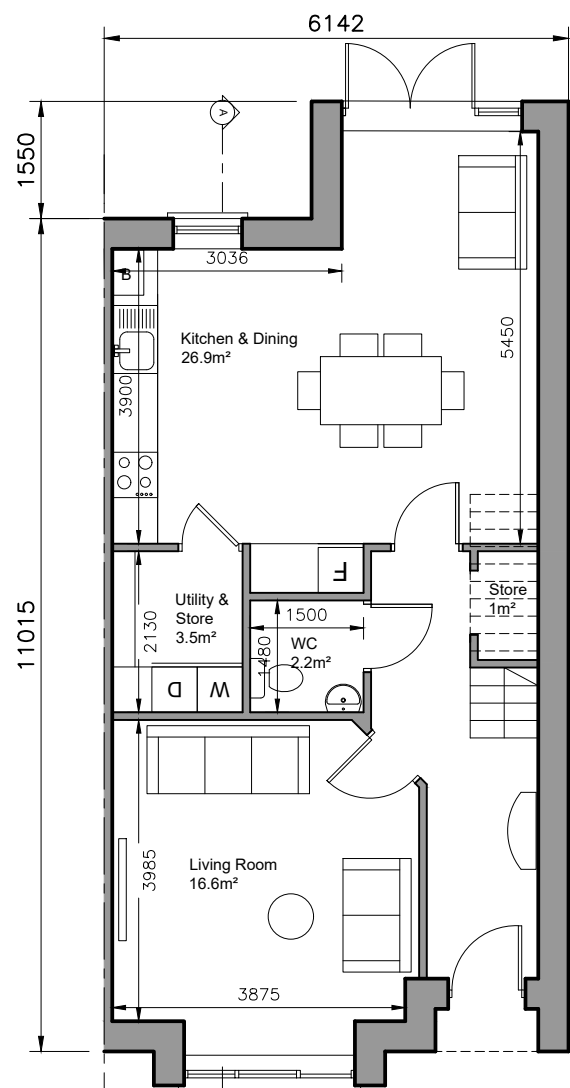 6142
1550
A
3036
B
Kitchen & Dining
26.9m²
5450
3900
F
Store
1m²
Utility &
Store
3.5m²
1500
WC
2.2m²
1480
2130
11015
D
W
Living Room
16.6m²
3985
3875